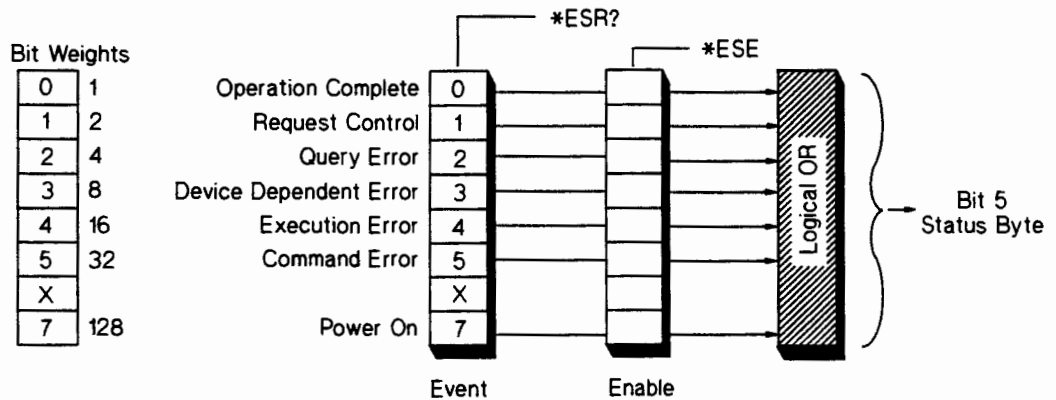 *ESR?
*ESE
Bit Weights
0 1 Operation Complete 0
1 2 Request Control 1
2 4 Query Error 2
3 8 Device Dependent Error 3
4 16 Execution Error 4
5 32 Command Error 5
X X
7 128 Power On 7
Logical OR
Bit 5
Status Byte
Event Enable